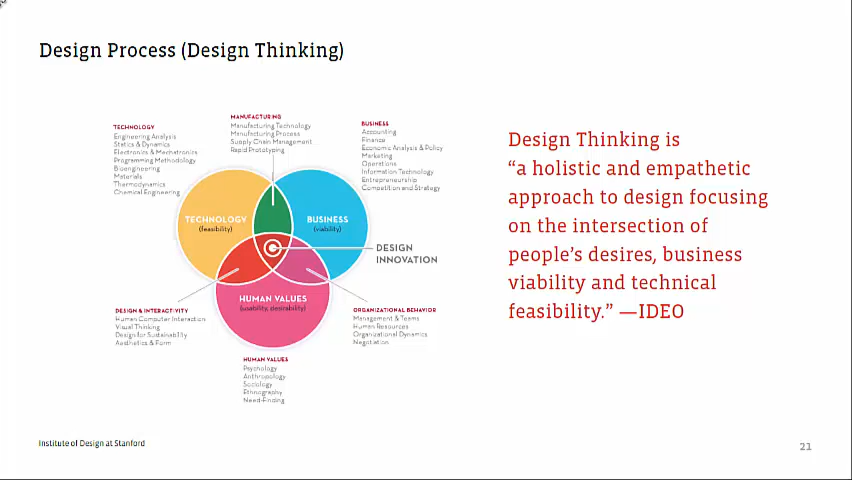 Design Process (Design Thinking)
TECHNOLOGY
Engineering Analysis
Statics & Dynamics
Electronics & Mechatronics
Programming Methodology
Bioengineering
Materials
Thermodynamics
Chemical Engineering
MANUFACTURING
Manufacturing Technology
Manufacturing Process
Supply Chain Management
Rapid Prototyping
BUSINESS
Accounting
Finance
Economic Analysis & Policy
Marketing
Operations
Information Technology
Entrepreneurship
Competition and Strategy
TECHNOLOGY
(feasibility)
BUSINESS
(viability)
DESIGN
INNOVATION
HUMAN VALUES
(usability, desirability)
DESIGN & INTERACTIVITY
Human Computer Interaction
Visual Thinking
Design for Sustainability
Aesthetics & Form
ORGANIZATIONAL BEHAVIOR
Management & Teams
Human Resources
Organizational Dynamics
Negotiation
HUMAN VALUES
Psychology
Anthropology
Sociology
Ethnography
Need-Finding
Design Thinking is
“a holistic and empathetic
approach to design focusing
on the intersection of
people’s desires, business
viability and technical
feasibility.” —IDEO
Institute of Design at Stanford
21